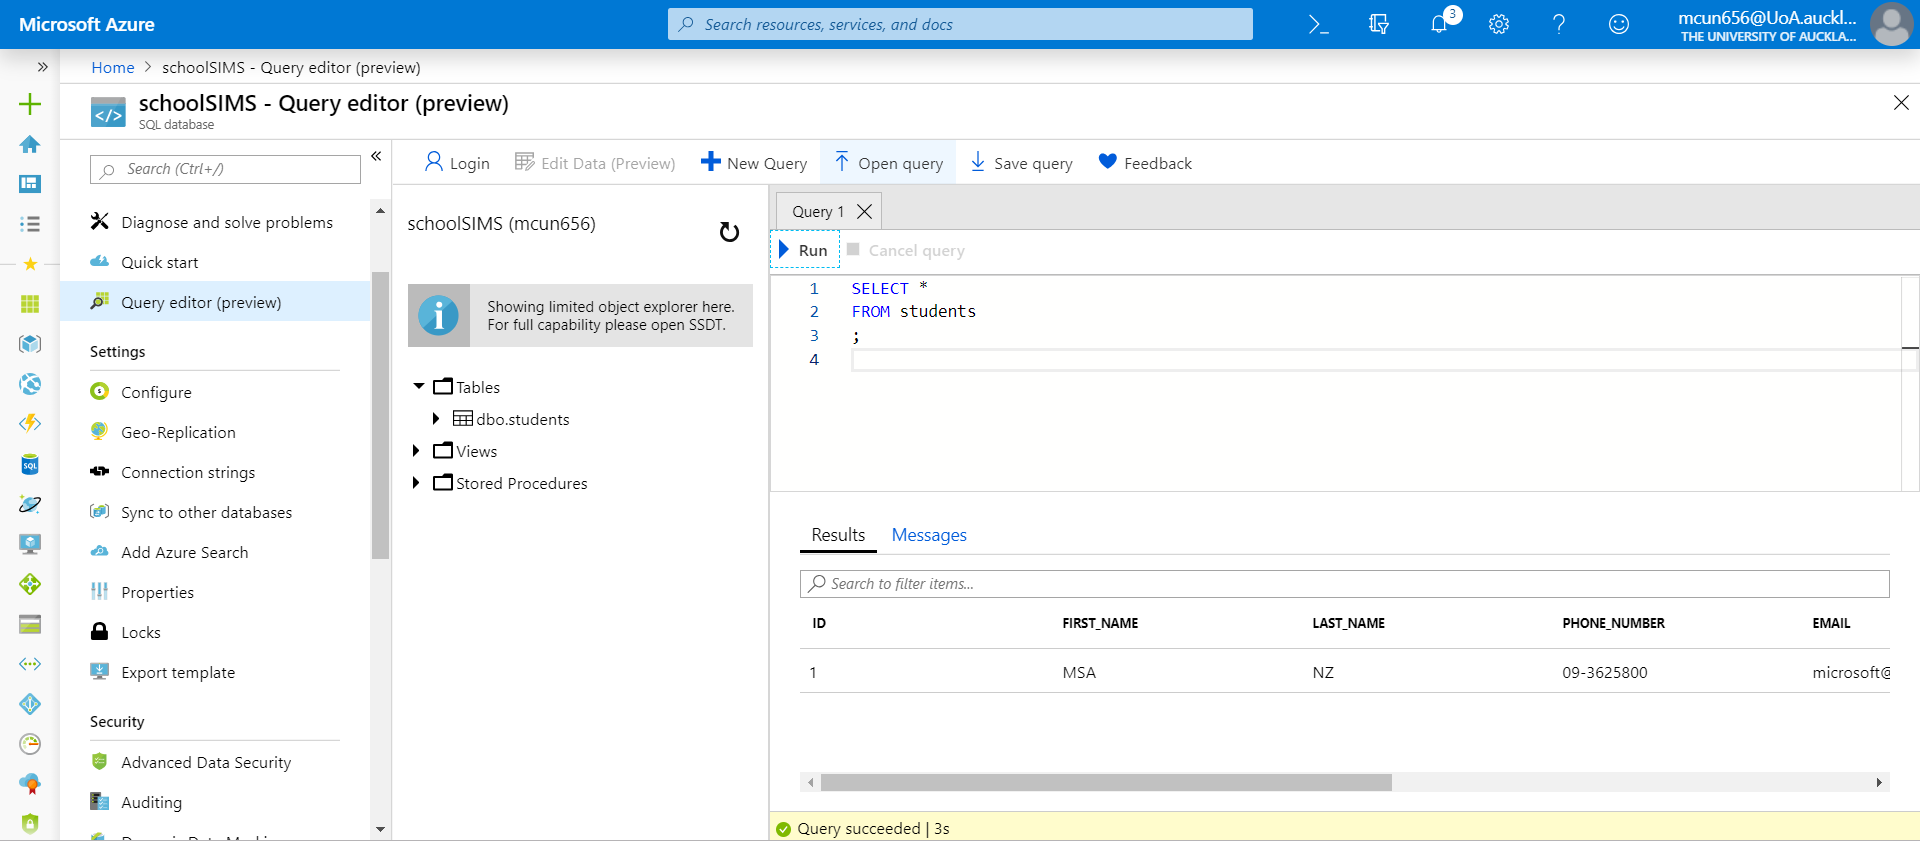 Microsoft Azure
Search resources, services, and docs
3
mcun656@UoA.auckl...
THE UNIVERSITY OF AUCKLA...
Home > schoolSIMS - Query editor (preview)
schoolSIMS - Query editor (preview)
SQL database
Search (Ctrl+/)
Diagnose and solve problems
Quick start
Query editor (preview)
Settings
Configure
Geo-Replication
Connection strings
Sync to other databases
Add Azure Search
Properties
Locks
Export template
Security
Advanced Data Security
Auditing
Login
Edit Data (Preview)
New Query
Open query
Save query
Feedback
schoolSIMS (mcun656)
Showing limited object explorer here.
For full capability please open SSDT.
Tables
dbo.students
Views
Stored Procedures
Query 1
Run
Cancel query
1 SELECT *
2 FROM students
3 ;
4
Results
Messages
Search to filter items...
ID FIRST_NAME LAST_NAME PHONE_NUMBER EMAIL
1 MSA NZ 09-3625800 microsoft@
Query succeeded | 3s